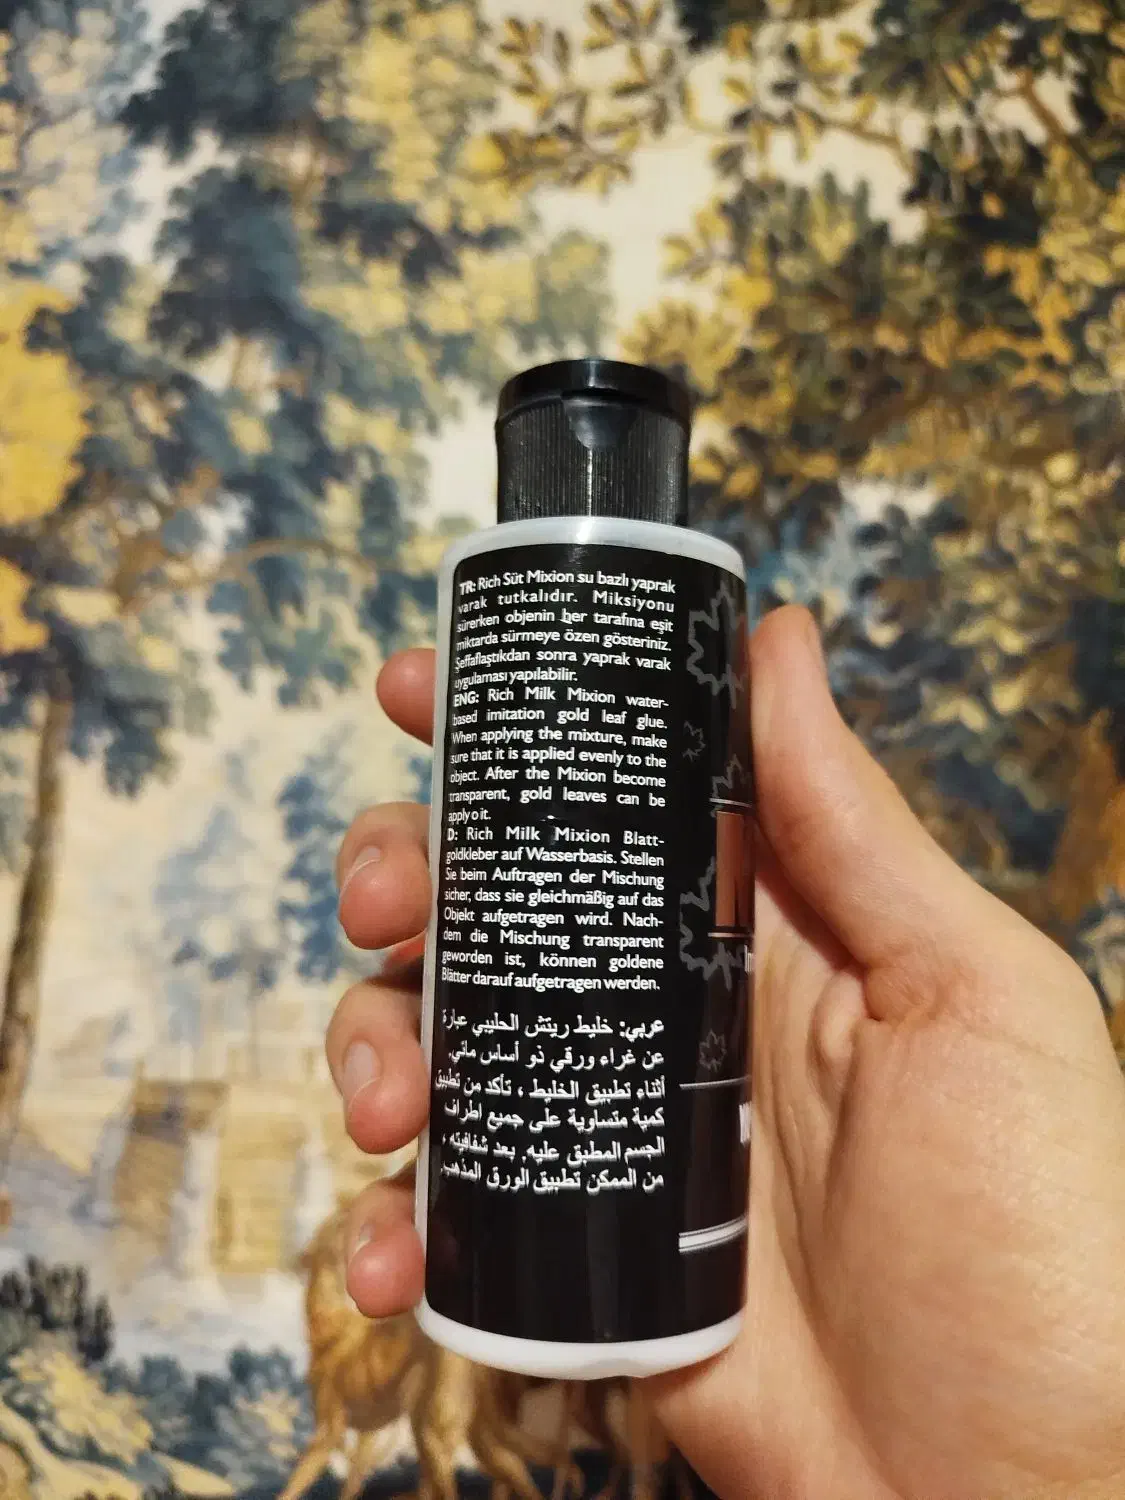 TR: Rich Süt Mixion su bazlı yaprak
varak tutkalıdır. Miksiyonu
sürerken objenin her tarafına eşit
miktarda sürmeye özen gösteriniz.
Şeffaflaştıkdan sonra yaprak varak
uygulaması yapılabilir.
ENG: Rich Milk Mixion water-
based imitation gold leaf glue.
When applying the mixture, make
sure that it is applied evenly to the
object. After the Mixion become
transparent, gold leaves can be
apply o it.
D: Rich Milk Mixion Blatt-
goldkleber auf Wasserbasis. Stellen
Sie beim Auftragen der Mischung
sicher, dass sie gleichmäßig auf das
Objekt aufgetragen wird. Nach-
dem die Mischung transparent
geworden ist, können goldene
Blätter darauf aufgetragen werden.
عربي: خليط ريتش الحليبي عبارة
عن غراء ورقي ذو أساس مائي.
أثناء تطبيق الخليط ، تأكد من تطبيق
كمية متساوية على جميع اطراف
الجسم المطبق عليه. بعد شفافيته ،
من الممكن تطبيق الورق المذهب.